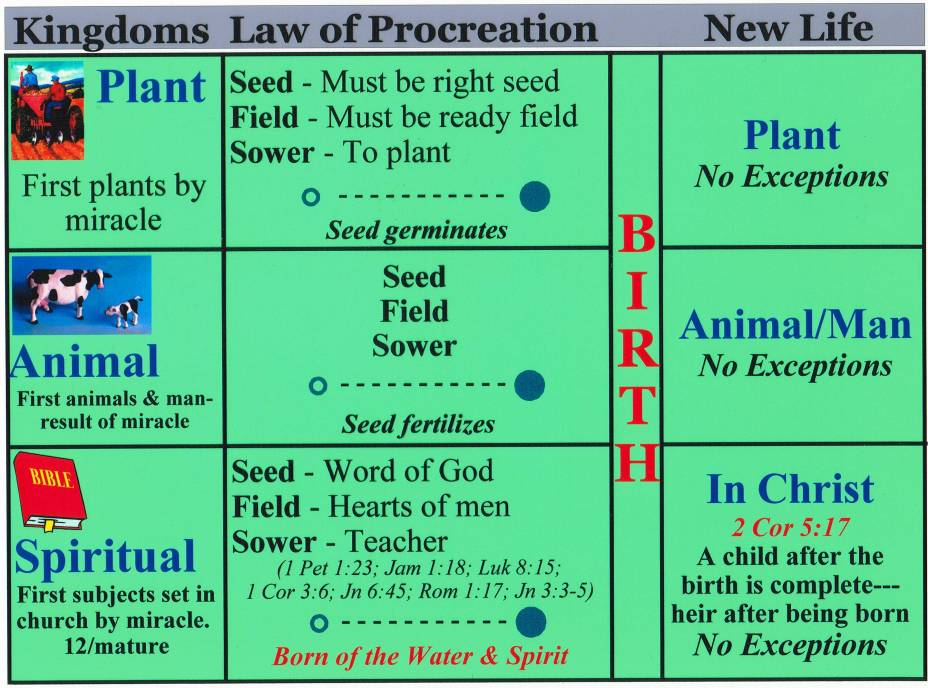 Kingdoms Law of Procreation New Life
Plant
First plants by
miracle
Seed - Must be right seed
Field - Must be ready field
Sower - To plant
Seed germinates
Plant
No Exceptions
Animal
First animals & man-
result of miracle
Seed
Field
Sower
Seed fertilizes
Animal/Man
No Exceptions
BIBLE
Spiritual
First subjects set in
church by miracle.
12/mature
Seed - Word of God
Field - Hearts of men
Sower - Teacher
(1 Pet 1:23; Jam 1:18; Luk 8:15;
1 Cor 3:6; Jn 6:45; Rom 1:17; Jn 3:3-5)
Born of the Water & Spirit
BIRTH
In Christ
2 Cor 5:17
A child after the
birth is complete---
heir after being born
No Exceptions